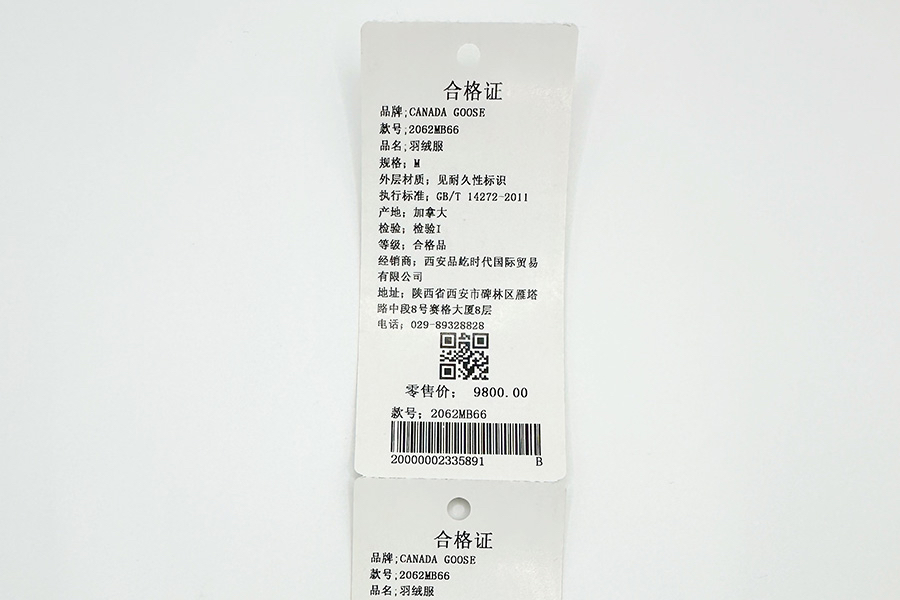 合格证
品牌;CANADA GOOSE
款号;2062MB66
品名;羽绒服
规格；M
外层材质；见耐久性标识
执行标准；GB/T 14272-2011
产地；加拿大
检验；检验I
等级；合格品
经销商；西安品屹时代国际贸易
有限公司
地址；陕西省西安市碑林区雁塔
路中段8号赛格大厦8层
电话；029-89328828
零售价； 9800.00
款号；2062MB66
20000002335891 B
合格证
品牌;CANADA GOOSE
款号;2062MB66
品名;羽绒服